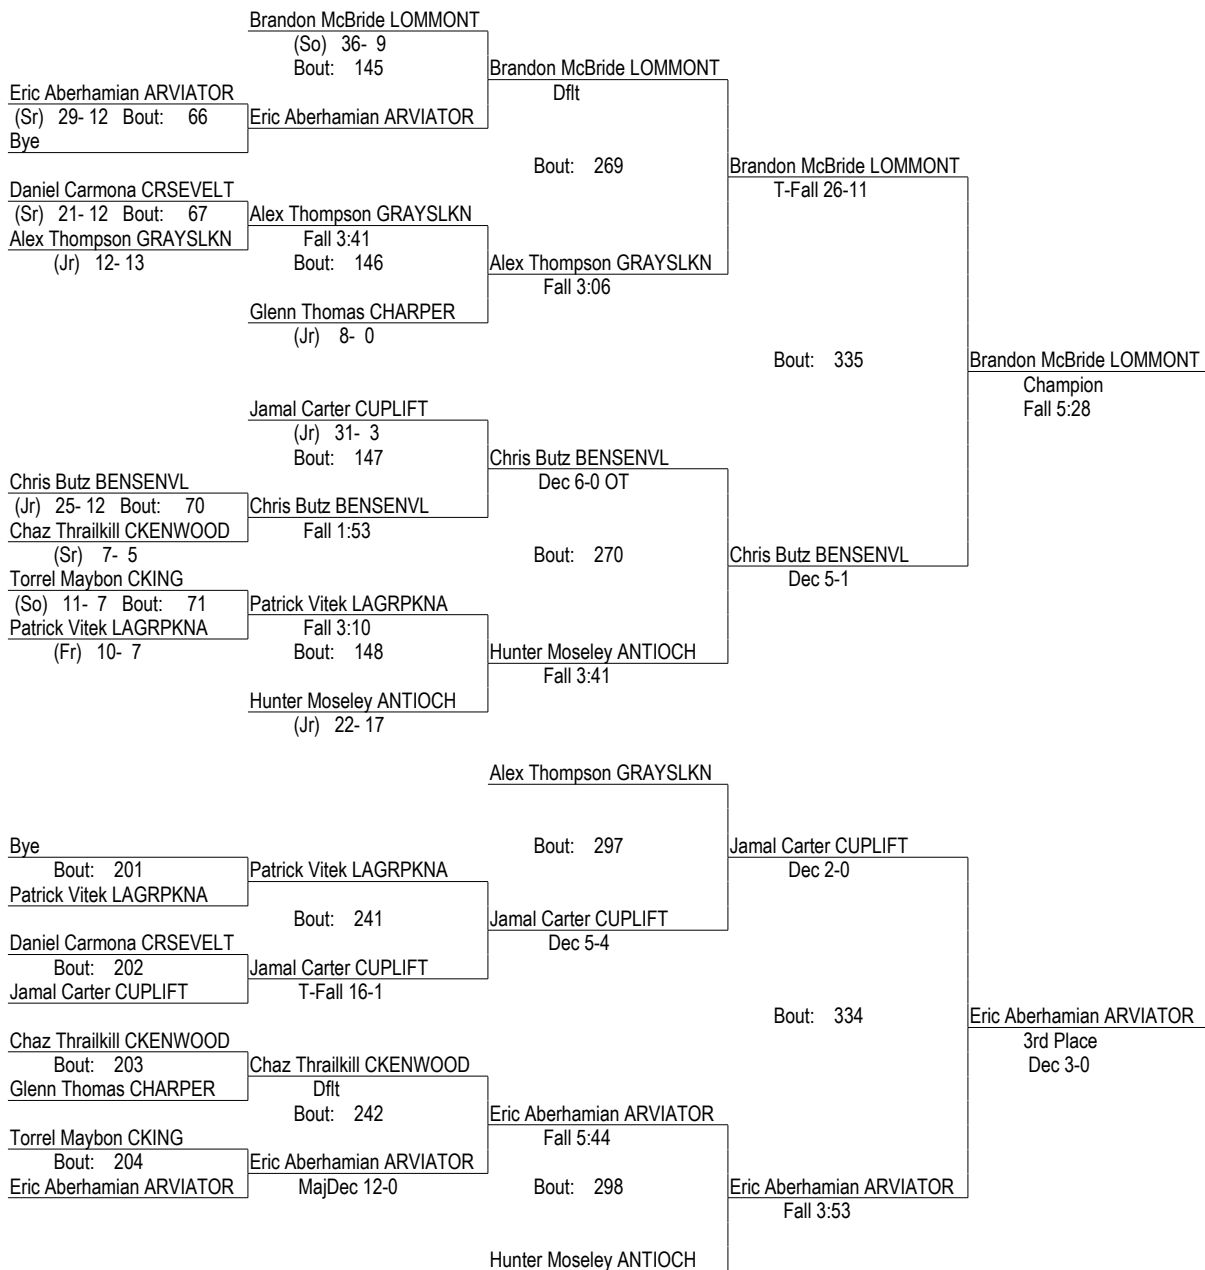 Brandon McBride LOMMONT
(So) 36- 9
Bout: 145
Brandon McBride LOMMONT
Dflt
Eric Aberhamian ARVIATOR
(Sr) 29- 12 Bout: 66
Eric Aberhamian ARVIATOR
Bye
Bout: 269
Brandon McBride LOMMONT
T-Fall 26-11
Daniel Carmona CRSEVELT
(Sr) 21- 12 Bout: 67
Alex Thompson GRAYSLKN
Alex Thompson GRAYSLKN
Fall 3:41
(Jr) 12- 13
Bout: 146
Alex Thompson GRAYSLKN
Fall 3:06
Glenn Thomas CHARPER
(Jr) 8- 0
Bout: 335
Brandon McBride LOMMONT
Champion
Fall 5:28
Jamal Carter CUPLIFT
(Jr) 31- 3
Bout: 147
Chris Butz BENSENVL
Dec 6-0 OT
Chris Butz BENSENVL
(Jr) 25- 12 Bout: 70
Chris Butz BENSENVL
Chaz Thrailkill CKENWOOD
Fall 1:53
(Sr) 7- 5
Bout: 270
Chris Butz BENSENVL
Dec 5-1
Torrel Maybon CKING
(So) 11- 7 Bout: 71
Patrick Vitek LAGRPKNA
Patrick Vitek LAGRPKNA
Fall 3:10
(Fr) 10- 7
Bout: 148
Hunter Moseley ANTIOCH
Fall 3:41
Hunter Moseley ANTIOCH
(Jr) 22- 17
Alex Thompson GRAYSLKN
Bye
Bout: 297
Jamal Carter CUPLIFT
Dec 2-0
Bout: 201
Patrick Vitek LAGRPKNA
Patrick Vitek LAGRPKNA
Bout: 241
Jamal Carter CUPLIFT
Dec 5-4
Daniel Carmona CRSEVELT
Bout: 202
Jamal Carter CUPLIFT
Jamal Carter CUPLIFT
T-Fall 16-1
Bout: 334
Eric Aberhamian ARVIATOR
3rd Place
Dec 3-0
Chaz Thrailkill CKENWOOD
Bout: 203
Chaz Thrailkill CKENWOOD
Glenn Thomas CHARPER
Dflt
Bout: 242
Eric Aberhamian ARVIATOR
Fall 5:44
Torrel Maybon CKING
Bout: 204
Eric Aberhamian ARVIATOR
Eric Aberhamian ARVIATOR
MajDec 12-0
Bout: 298
Eric Aberhamian ARVIATOR
Fall 3:53
Hunter Moseley ANTIOCH